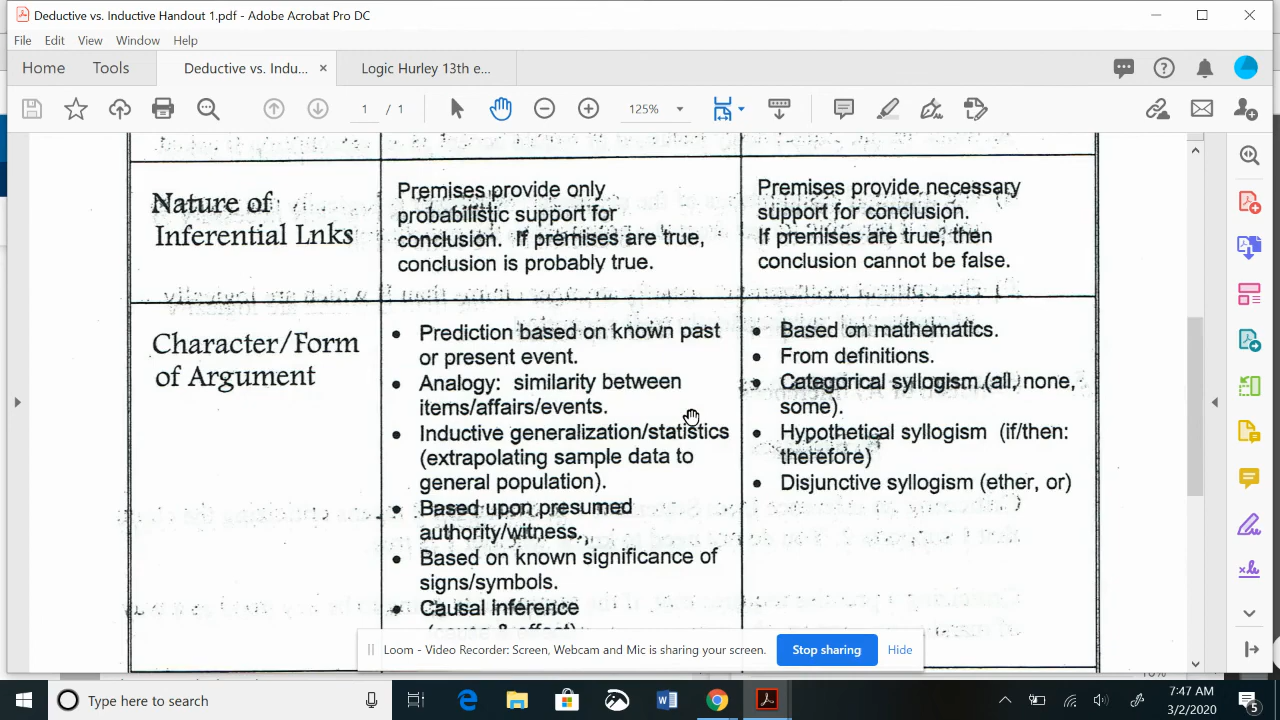 Deductive vs. Inductive Handout 1.pdf - Adobe Acrobat Pro DC
File Edit View Window Help
Home Tools Deductive vs. Indu... × Logic Hurley 13th e...
1 / 1 125%
Nature of
Inferential Lnks
Premises provide only
probabilistic support for
conclusion. If premises are true,
conclusion is probably true.
Premises provide necessary
support for conclusion.
If premises are true, then
conclusion cannot be false.
Character/Form
of Argument
• Prediction based on known past
or present event.
• Analogy: similarity between
items/affairs/events.
• Inductive generalization/statistics
(extrapolating sample data to
general population).
• Based upon presumed
authority/witness.
• Based on known significance of
signs/symbols.
• Causal inference
(cause & effect)
• Based on mathematics.
• From definitions.
• Categorical syllogism (all, none,
some).
• Hypothetical syllogism (if/then:
therefore)
• Disjunctive syllogism (ether, or)
Loom - Video Recorder: Screen, Webcam and Mic is sharing your screen. Stop sharing Hide
Type here to search
7:47 AM
3/2/2020
5